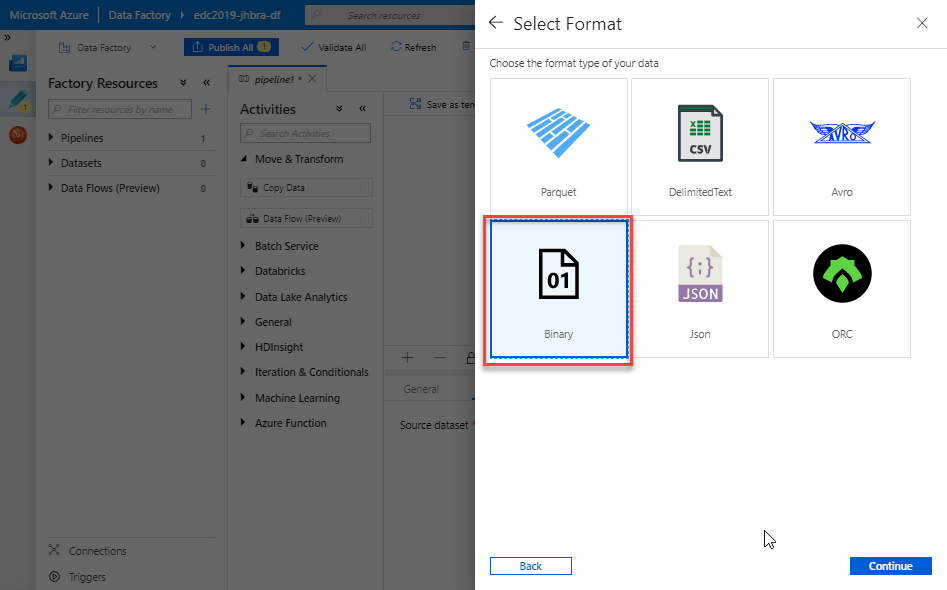 Microsoft Azure
Data Factory
edc2019-jhbra-df
Search resources
»
Data Factory
Publish All 1
Validate All
Refresh
1
Factory Resources
«
Filter resources by name
+
Pipelines 1
Datasets 0
Data Flows (Preview) 0
Connections
Triggers
pipeline1 *
Activities
«
Search Activities
Move & Transform
Copy Data
Data Flow (Preview)
Batch Service
Databricks
Data Lake Analytics
General
HDInsight
Iteration & Conditionals
Machine Learning
Azure Function
Save as tem
General
Source dataset *
Select Format
Choose the format type of your data
Parquet
CSV
DelimitedText
AVRO
Avro
01
Binary
{;}
JSON
Json
ORC
Back
Continue